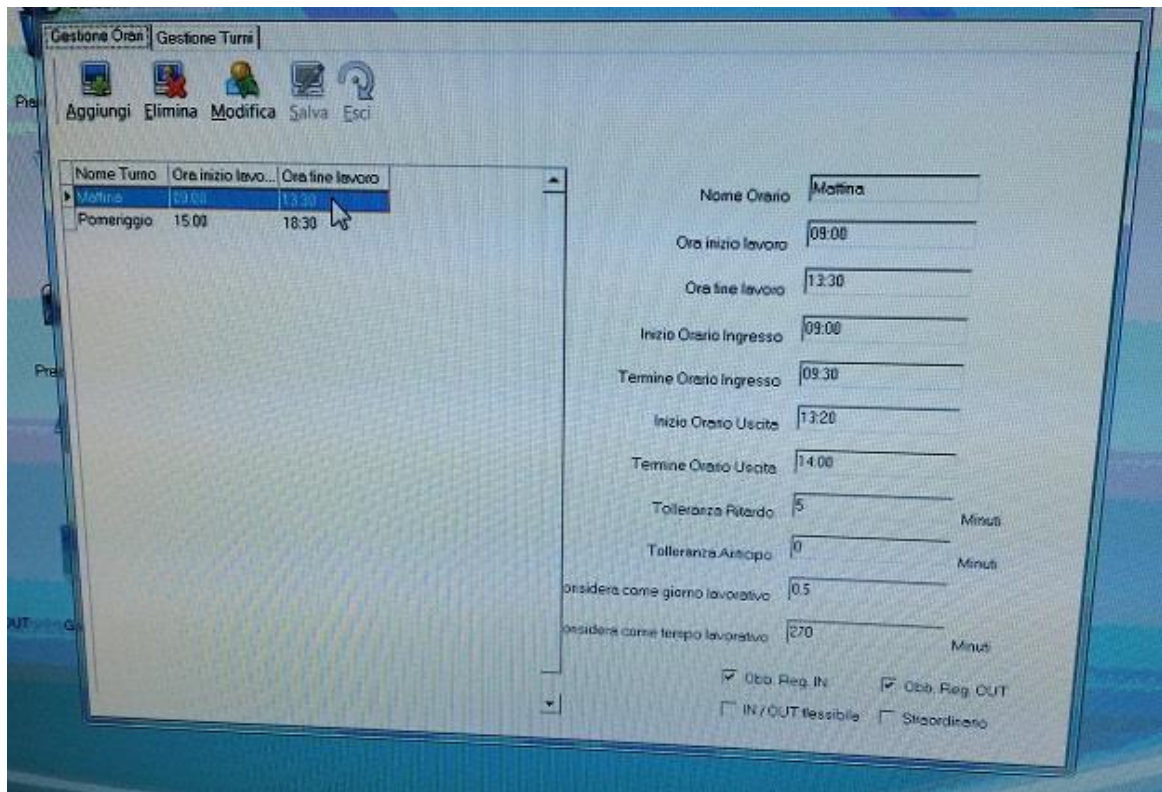 Gestione Orari Gestione Turni
Aggiungi Elimina Modifica Salva Esci
Nome Turno Ora inizio lavo... Ora fine lavoro
Mattina 09:00 13:30
Pomeriggio 15:00 18:30
Nome Orario Mattina
Ora inizio lavoro 09:00
Ora fine lavoro 13:30
Inizio Orario Ingresso 09:00
Termine Orario Ingresso 09:30
Inizio Orario Uscita 13:20
Termine Orario Uscita 14:00
Tolleranza Ritardo 5 Minuti
Tolleranza Anticipo 0 Minuti
onsidera come giorno lavorativo 0.5
onsidera come tempo lavorativo 270 Minuti
Obb. Reg. IN Obb. Reg. OUT
IN / OUT flessibile Straordinario